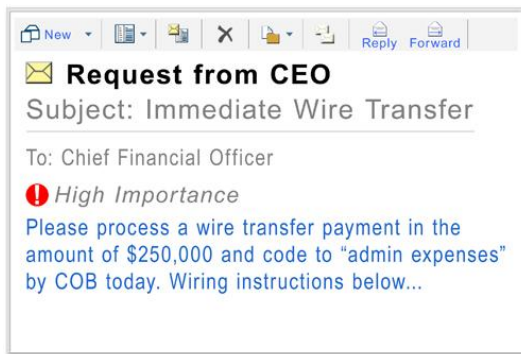 New
Reply Forward
Request from CEO
Subject: Immediate Wire Transfer
To: Chief Financial Officer
High Importance
Please process a wire transfer payment in the
amount of $250,000 and code to “admin expenses”
by COB today. Wiring instructions below...